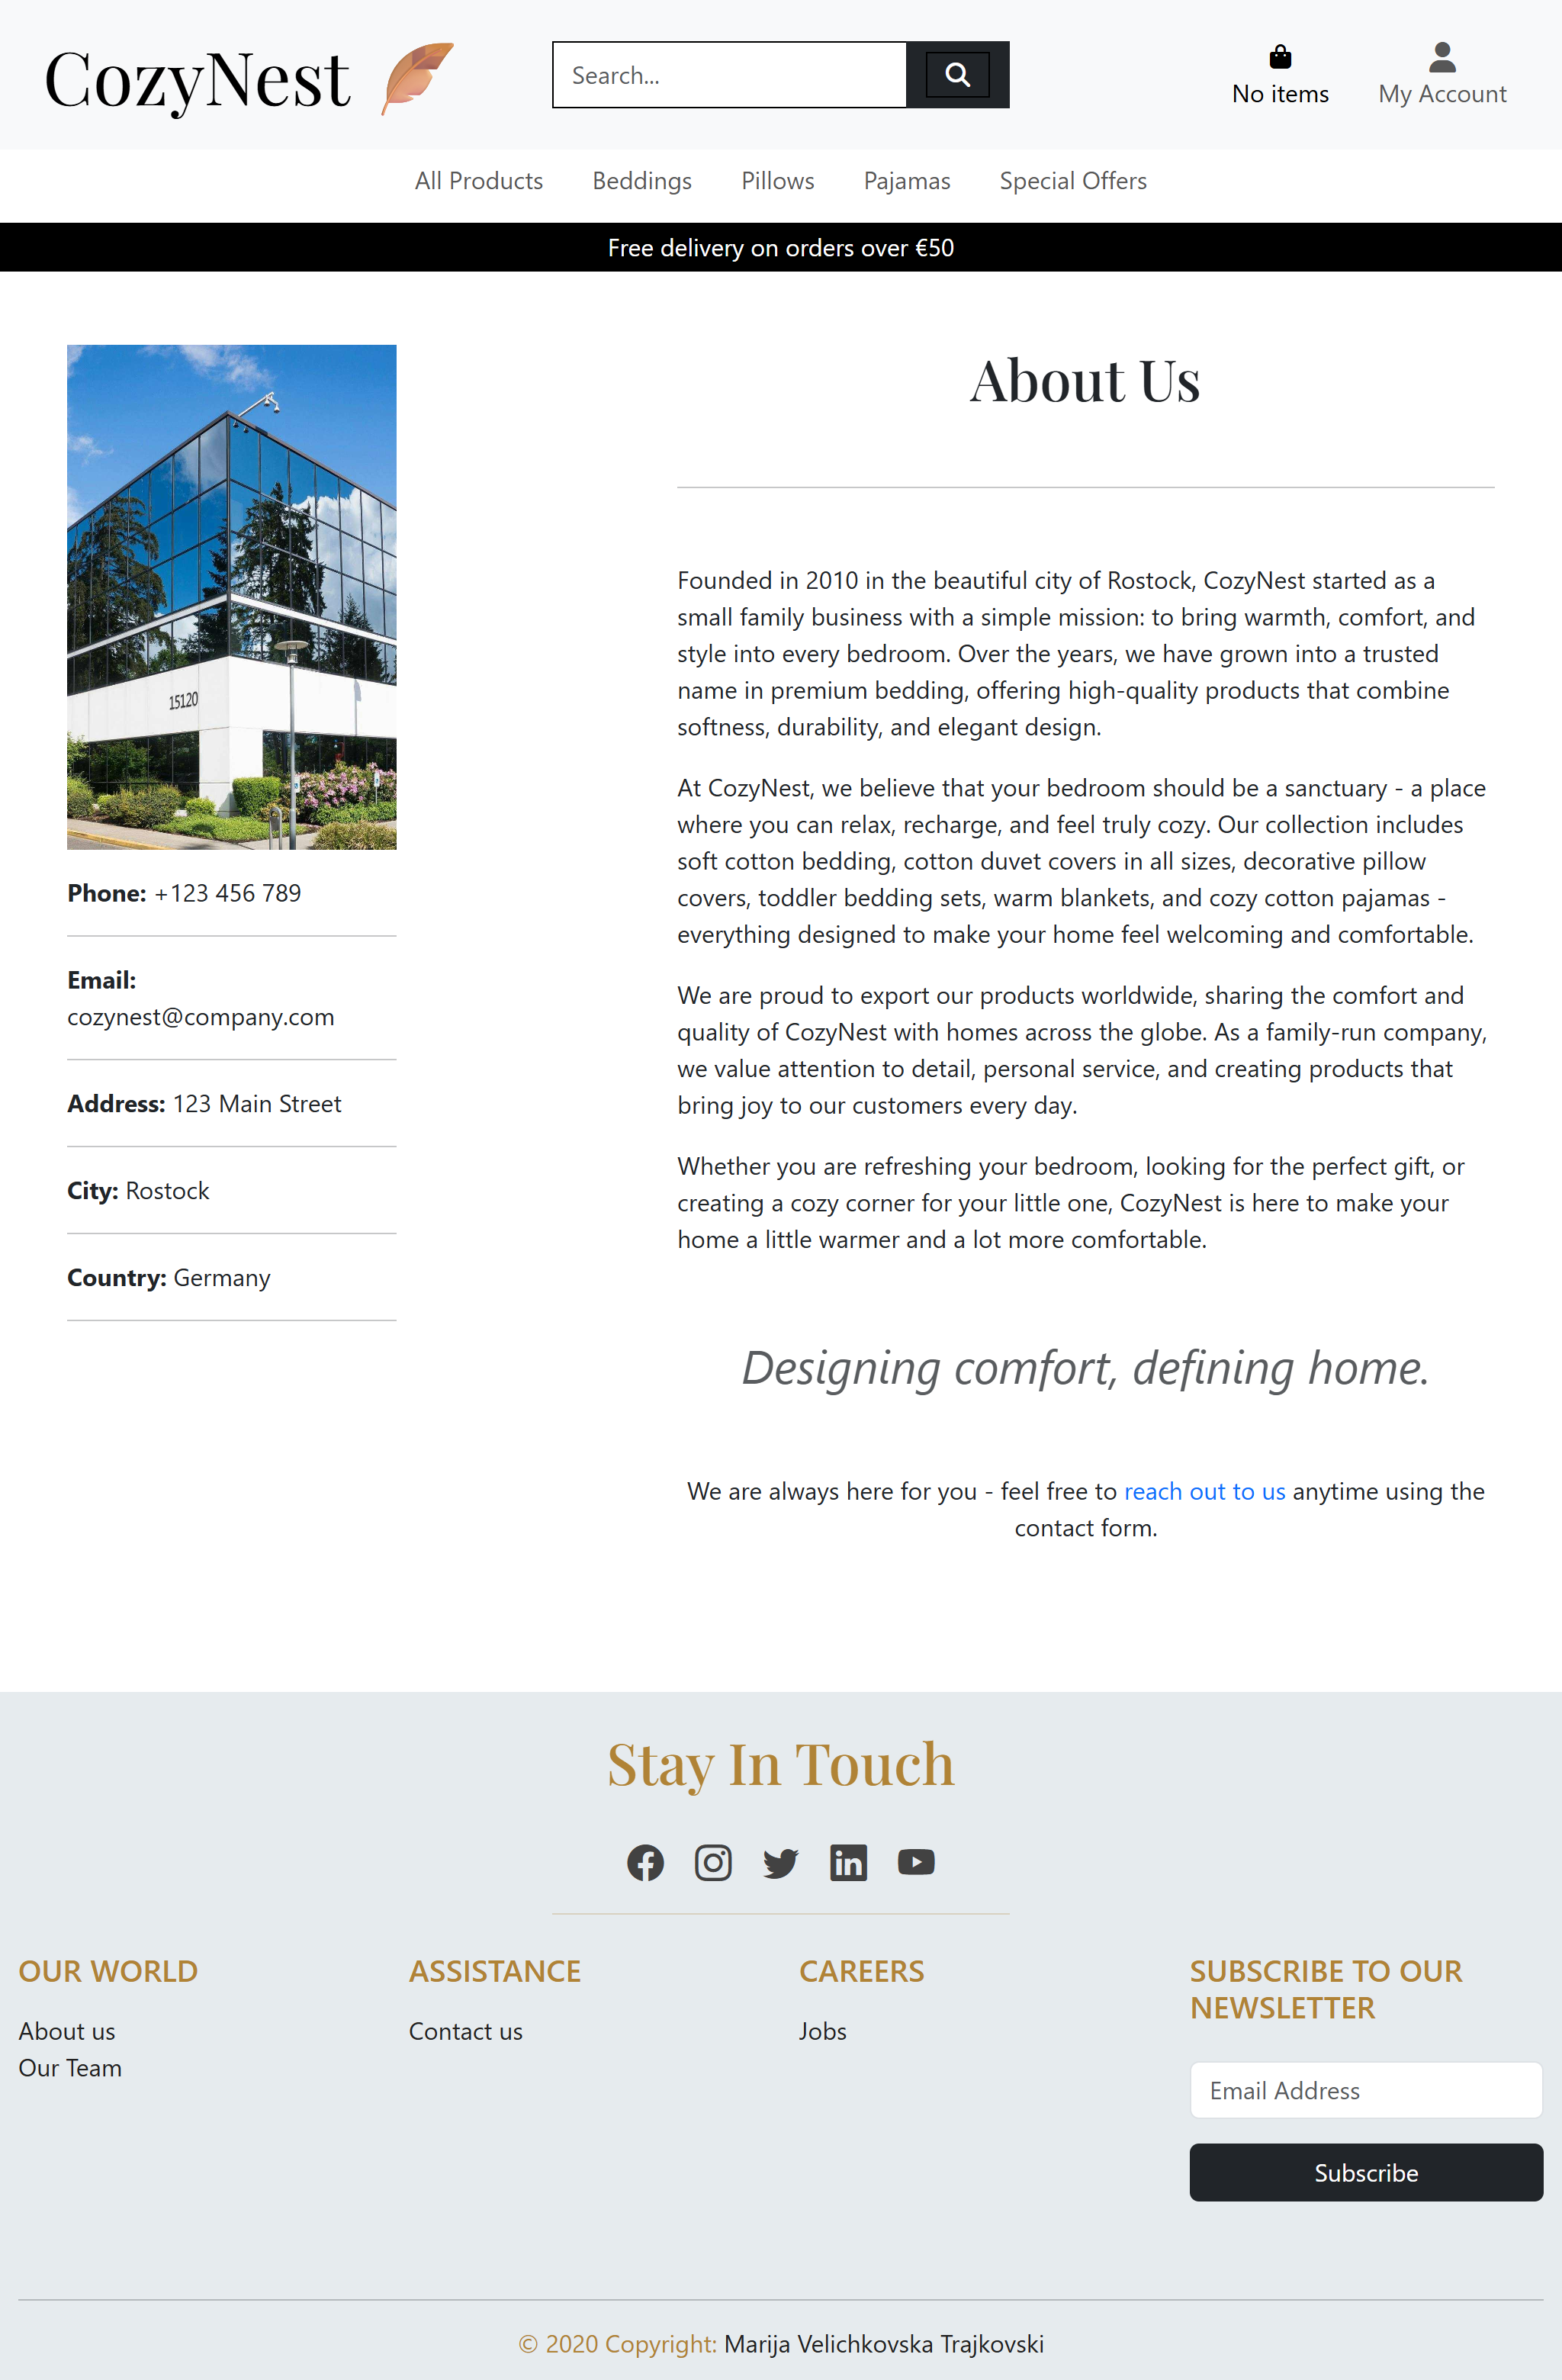 CozyNest
Search...
No items
My Account
All Products
Beddings
Pillows
Pajamas
Special Offers
Free delivery on orders over €50
15120
Phone: +123 456 789
Email:
cozynest@company.com
Address: 123 Main Street
City: Rostock
Country: Germany
About Us
Founded in 2010 in the beautiful city of Rostock, CozyNest started as a
small family business with a simple mission: to bring warmth, comfort, and
style into every bedroom. Over the years, we have grown into a trusted
name in premium bedding, offering high-quality products that combine
softness, durability, and elegant design.
At CozyNest, we believe that your bedroom should be a sanctuary - a place
where you can relax, recharge, and feel truly cozy. Our collection includes
soft cotton bedding, cotton duvet covers in all sizes, decorative pillow
covers, toddler bedding sets, warm blankets, and cozy cotton pajamas -
everything designed to make your home feel welcoming and comfortable.
We are proud to export our products worldwide, sharing the comfort and
quality of CozyNest with homes across the globe. As a family-run company,
we value attention to detail, personal service, and creating products that
bring joy to our customers every day.
Whether you are refreshing your bedroom, looking for the perfect gift, or
creating a cozy corner for your little one, CozyNest is here to make your
home a little warmer and a lot more comfortable.
Designing comfort, defining home.
We are always here for you - feel free to reach out to us anytime using the
contact form.
Stay In Touch
OUR WORLD
About us
Our Team
ASSISTANCE
Contact us
CAREERS
Jobs
SUBSCRIBE TO OUR
NEWSLETTER
Email Address
Subscribe
© 2020 Copyright: Marija Velichkovska Trajkovski